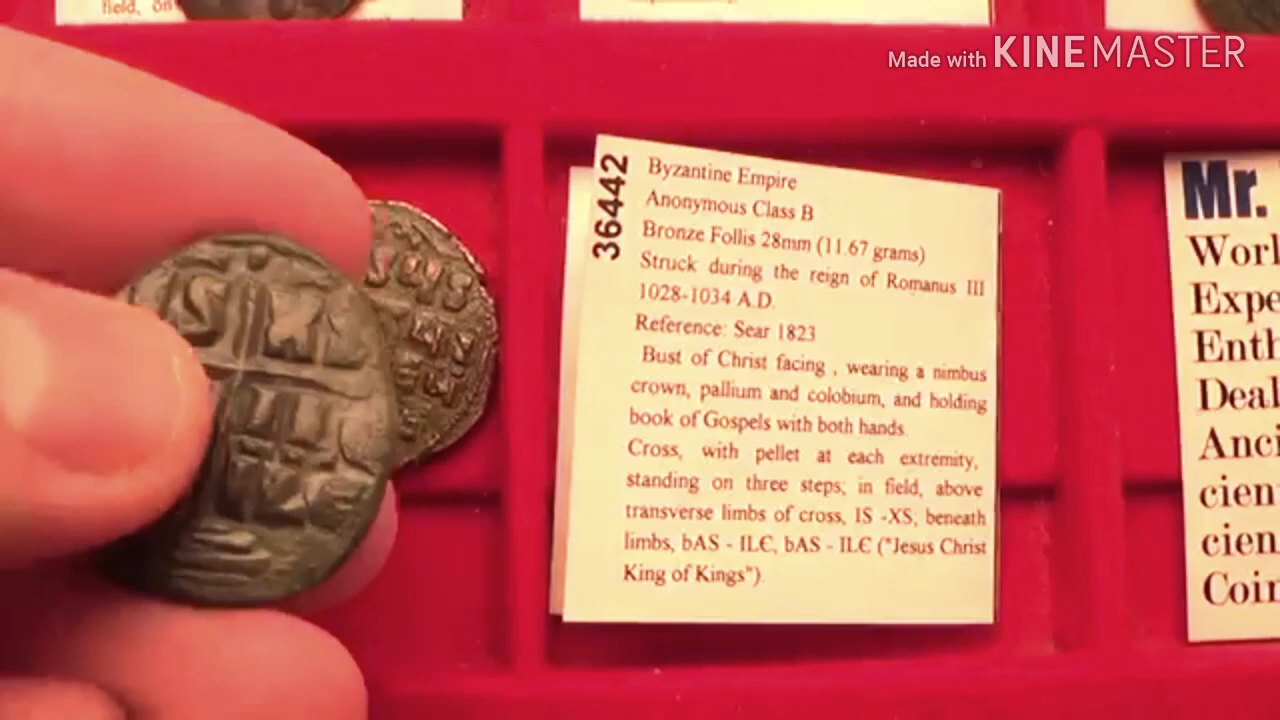 field, on
Made with KINEMASTER
36442
Byzantine Empire
Anonymous Class B
Bronze Follis 28mm (11.67 grams)
Struck during the reign of Romanus III
1028-1034 A.D.
Reference: Sear 1823
Bust of Christ facing , wearing a nimbus
crown, pallium and colobium, and holding
book of Gospels with both hands.
Cross, with pellet at each extremity,
standing on three steps; in field, above
transverse limbs of cross, IS -XS; beneath
limbs, bAS - ILЄ, bAS - ILЄ ("Jesus Christ
King of Kings").
Mr.
Worl
Expe
Enth
Deal
Anci
cien
cien
Coin